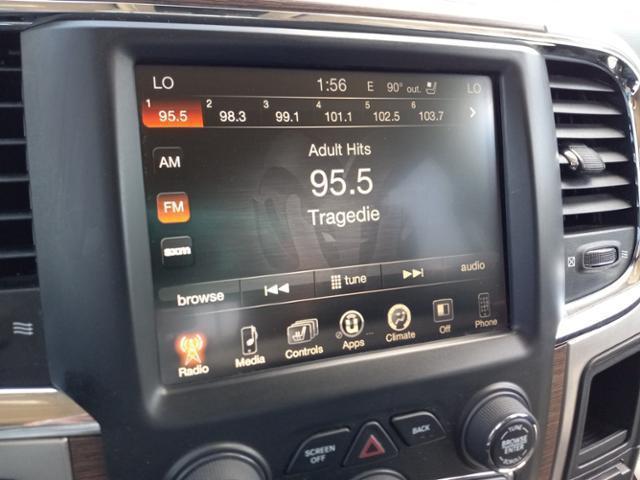 LO 1:56 E 90° out. LO
1 95.5 2 98.3 3 99.1 4 101.1 5 102.5 6 103.7
Adult Hits
AM
95.5
FM
Tragedie
sxm
browse tune audio
Radio Media Controls Apps Climate Off Phone
SCREEN OFF
BACK
TUNE
BROWSE
ENTER
SCROLL